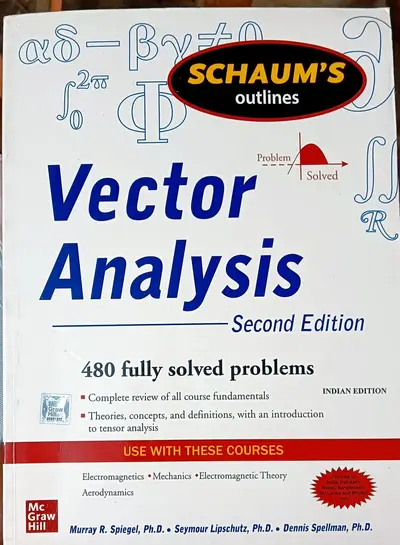 αδ − βγ ≠ 0
SCHAUM'S
outlines
∫₀²π
Φ
Problem
Solved
∬
R
Vector
Analysis
Second Edition
480 fully solved problems
INDIAN EDITION
• Complete review of all course fundamentals
• Theories, concepts, and definitions, with an introduction
to tensor analysis
USE WITH THESE COURSES
Electromagnetics • Mechanics • Electromagnetic Theory
Aerodynamics
Mc
Graw
Hill
Murray R. Spiegel, Ph.D. • Seymour Lipschutz, Ph.D. • Dennis Spellman, Ph.D.